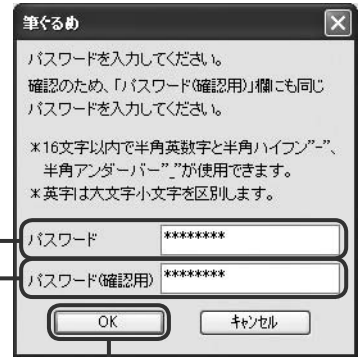 筆ぐるめ
パスワードを入力してください。
確認のため、「パスワード(確認用)」欄にも同じ
パスワードを入力してください。
*16文字以内で半角英数字と半角ハイフン"-"、
半角アンダーバー"_"が使用できます。
*英字は大文字小文字を区別します。
パスワード ********
パスワード(確認用) ********
OK キャンセル